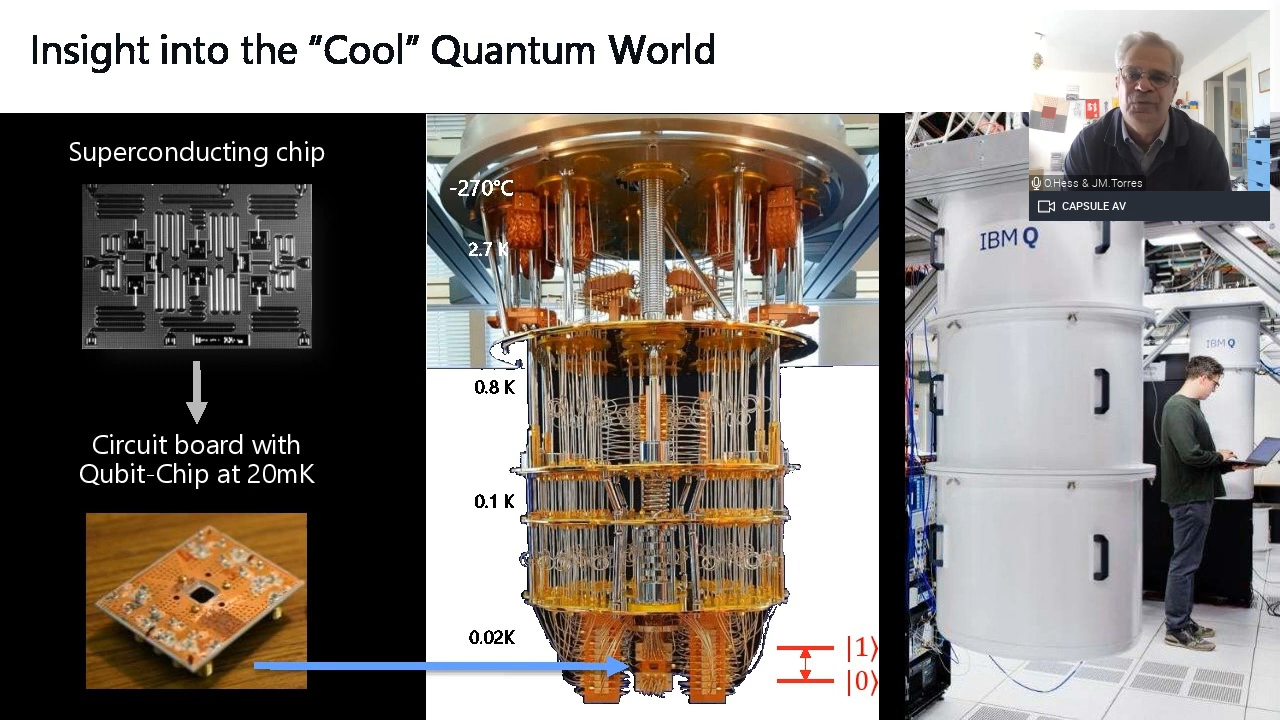 Insight into the “Cool” Quantum World
Superconducting chip
Circuit board with
Qubit-Chip at 20mK
-270°C
2.7 K
0.8 K
0.1 K
0.02K
|1⟩
|0⟩
IBM Q
IBM Q
O.Hess & J.M.Torres
CAPSULE AV